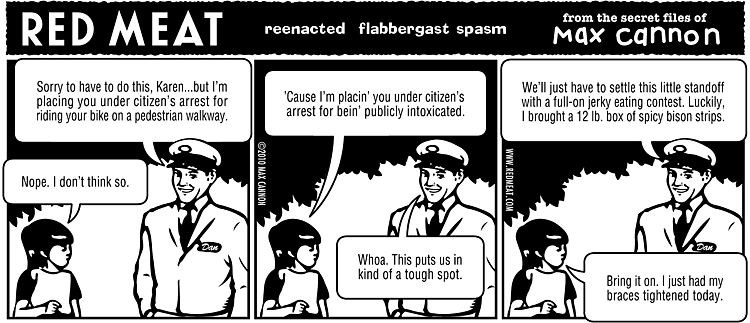 RED MEAT
reenacted flabbergast spasm
from the secret files of
Max Cannon
Sorry to have to do this, Karen...but I'm
placing you under citizen's arrest for
riding your bike on a pedestrian walkway.
Nope. I don't think so.
Dan
'Cause I'm placin' you under citizen's
arrest for bein' publicly intoxicated.
©2010 MAX CANNON
Whoa. This puts us in
kind of a tough spot.
We'll just have to settle this little standoff
with a full-on jerky eating contest. Luckily,
I brought a 12 lb. box of spicy bison strips.
WWW.REDMEAT.COM
Dan
Bring it on. I just had my
braces tightened today.